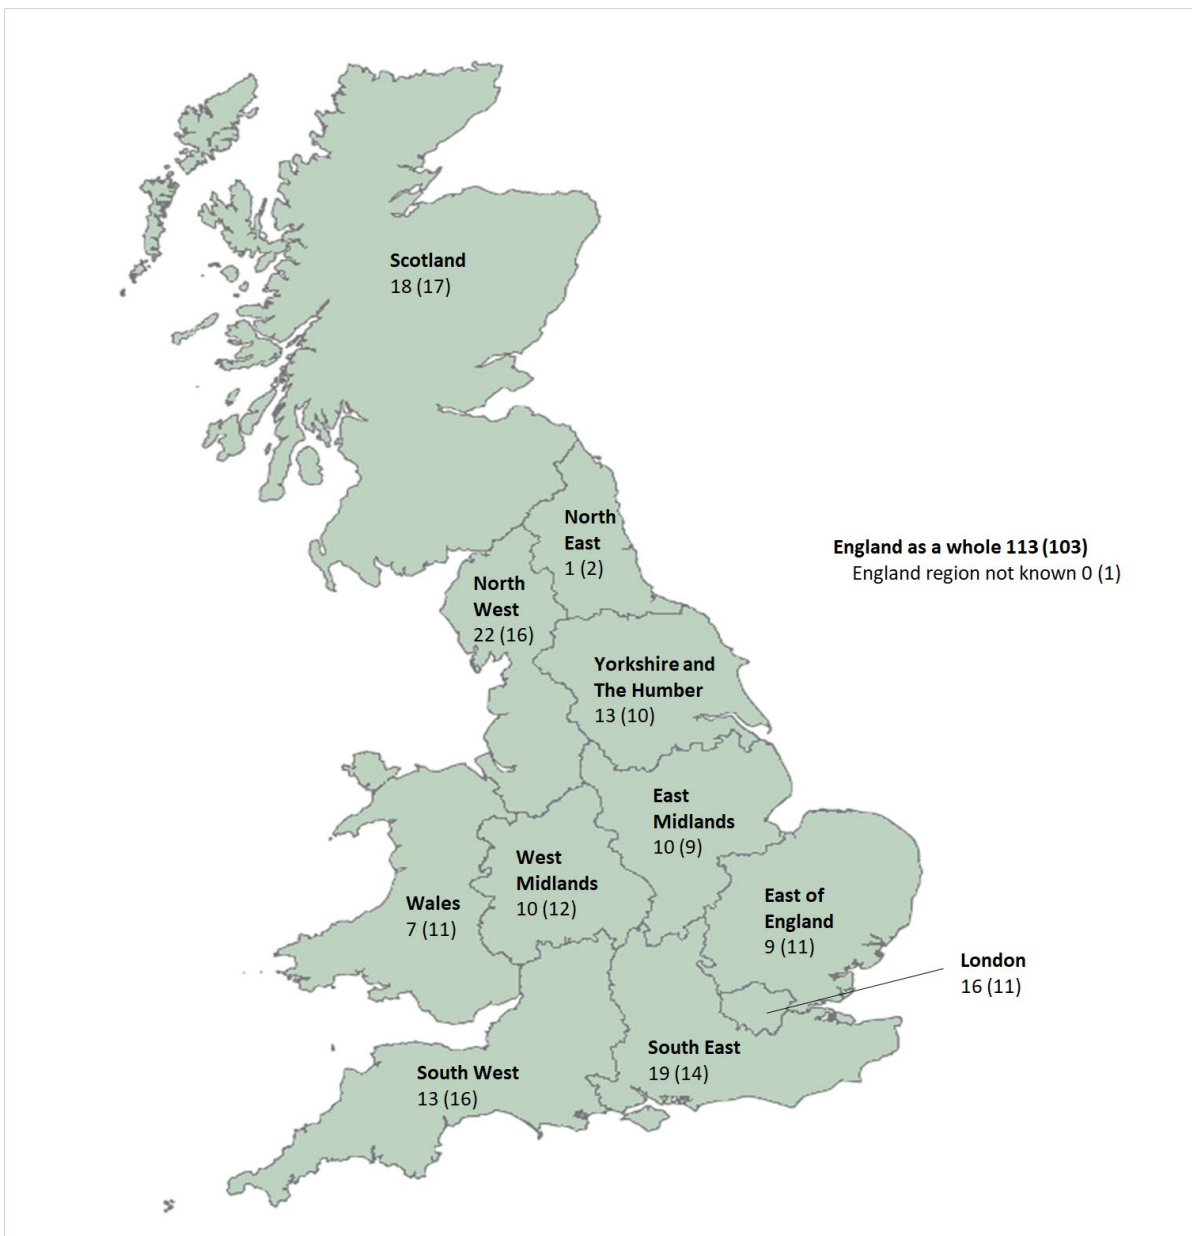 Scotland
18 (17)
North
East
1 (2)
England as a whole 113 (103)
England region not known 0 (1)
North
West
22 (16)
Yorkshire and
The Humber
13 (10)
East
Midlands
10 (9)
West
Midlands
10 (12)
Wales
7 (11)
East of
England
9 (11)
London
16 (11)
South East
19 (14)
South West
13 (16)